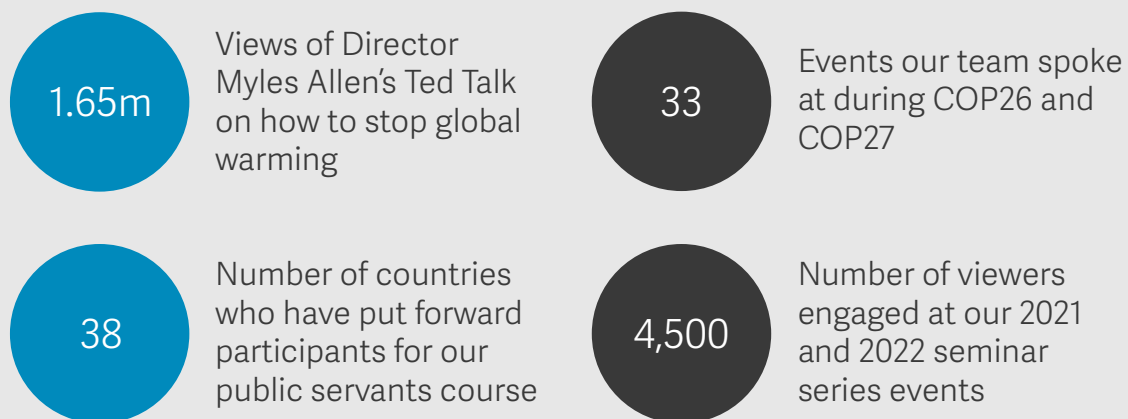 1.65m
Views of Director
Myles Allen's Ted Talk
on how to stop global
warming
33
Events our team spoke
at during COP26 and
COP27
38
Number of countries
who have put forward
participants for our
public servants course
4,500
Number of viewers
engaged at our 2021
and 2022 seminar
series events